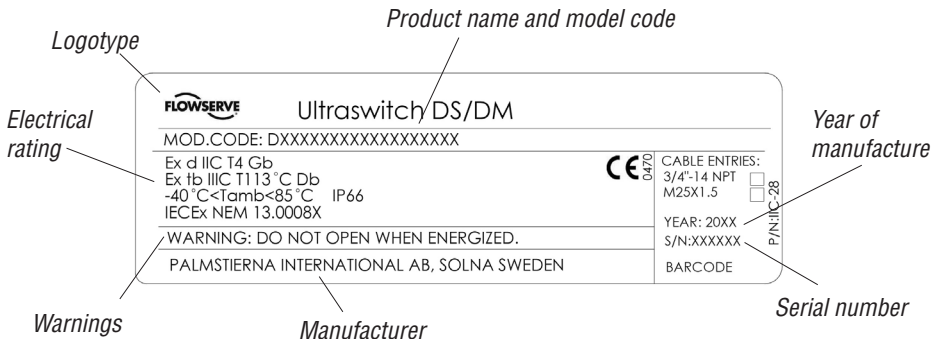 Product name and model code
Logotype
FLOWSERVE
Ultraswitch DS/DM
Electrical
rating
Year of
manufacture
MOD.CODE: DXXXXXXXXXXXXXXXXXX
Ex d IIC T4 Gb
Ex tb IIIC T113°C Db
-40°C<Tamb<85°C IP66
IECEx NEM 13.0008X
CE 0470
CABLE ENTRIES:
3/4"-14 NPT
M25X1.5
YEAR: 20XX
S/N:XXXXXX
P/N:IIC-28
WARNING: DO NOT OPEN WHEN ENERGIZED.
PALMSTIERNA INTERNATIONAL AB, SOLNA SWEDEN
BARCODE
Warnings
Manufacturer
Serial number